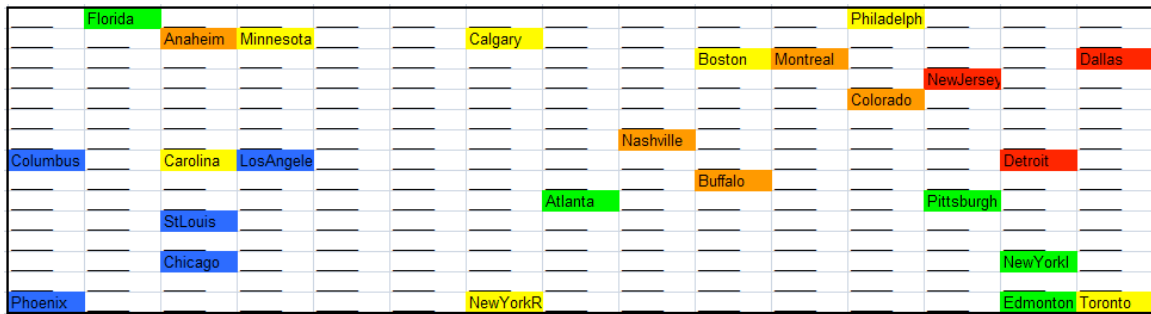 Florida Philadelph
Anaheim Minnesota Calgary
Boston Montreal Dallas
NewJersey
Colorado
Nashville
Columbus Carolina LosAngele Detroit
Buffalo
Atlanta Pittsburgh
StLouis
Chicago NewYorkI
Phoenix NewYorkR Edmonton Toronto